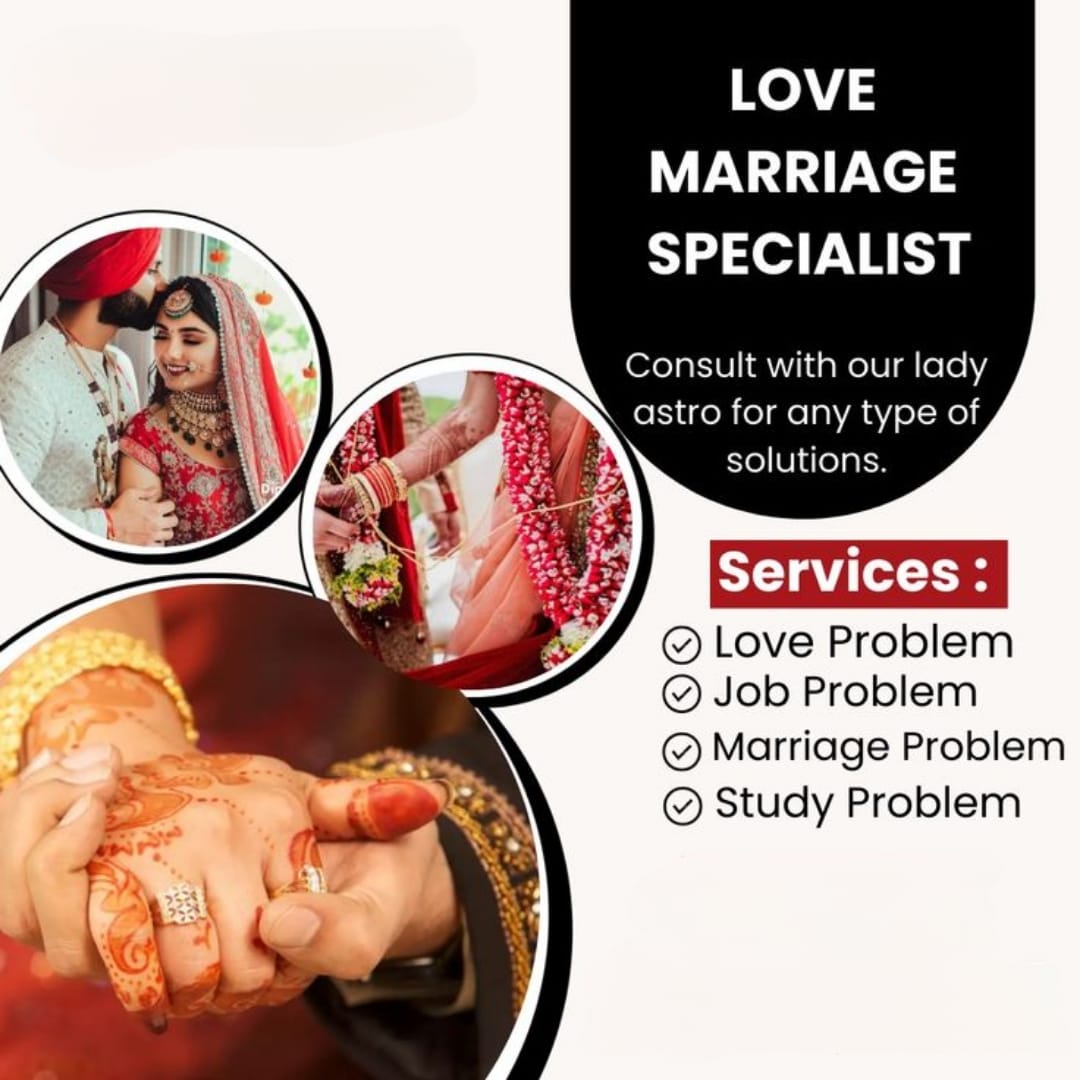 LOVE
MARRIAGE
SPECIALIST
Consult with our lady
astro for any type of
solutions.
Services :
Love Problem
Job Problem
Marriage Problem
Study Problem